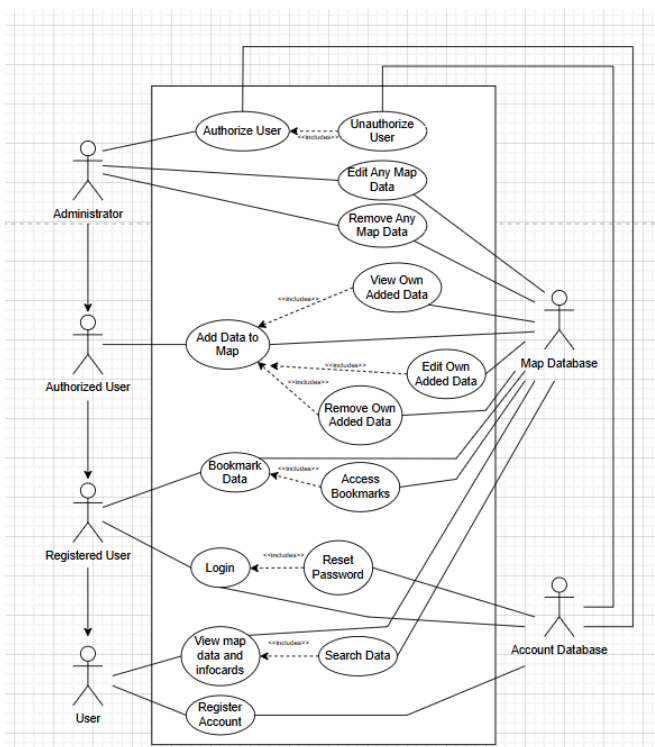 Authorize User
Unauthorize
User
<<includes>>
Administrator
Edit Any Map
Data
Remove Any
Map Data
View Own
Added Data
<<includes>>
Add Data to
Map
Authorized User
<<includes>>
Edit Own
Added Data
Map Database
<<includes>>
Remove Own
Added Data
Bookmark
Data
<<includes>>
Access
Bookmarks
Registered User
Login
<<includes>>
Reset
Password
View map
data and
infocards
<<includes>>
Search Data
Account Database
User
Register
Account